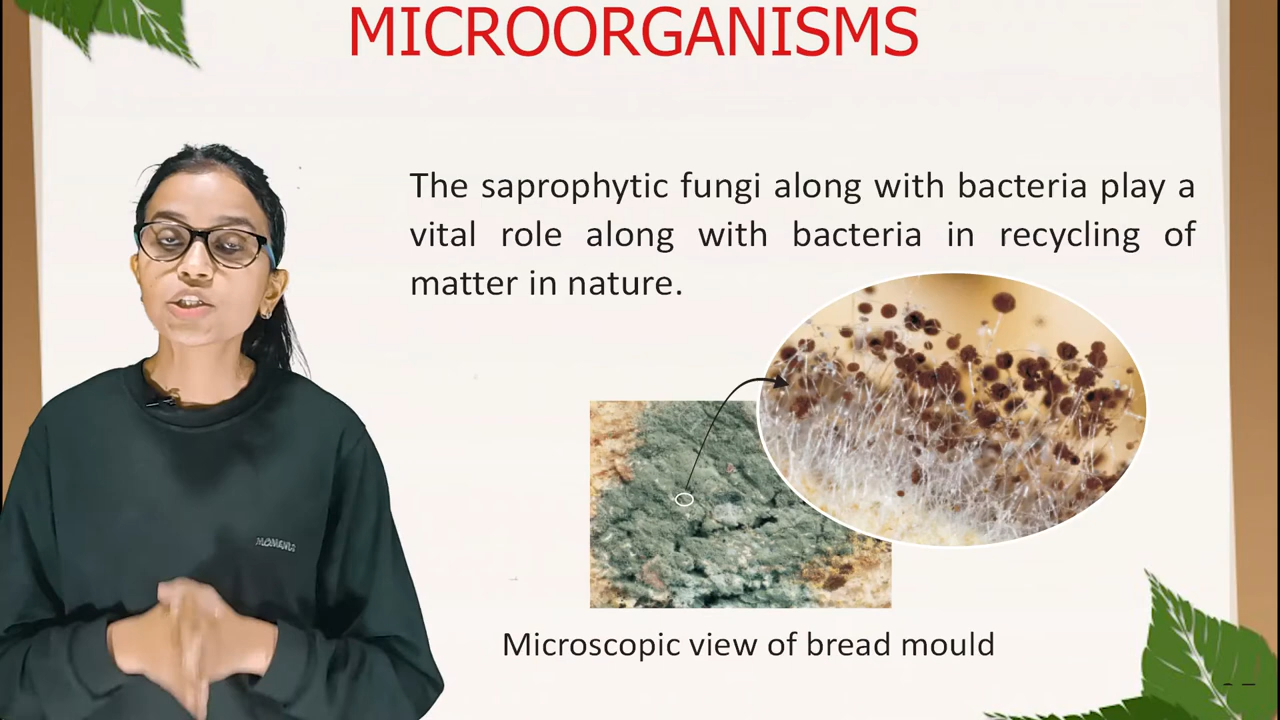 MICROORGANISMS
The saprophytic fungi along with bacteria play a
vital role along with bacteria in recycling of
matter in nature.
Microscopic view of bread mould